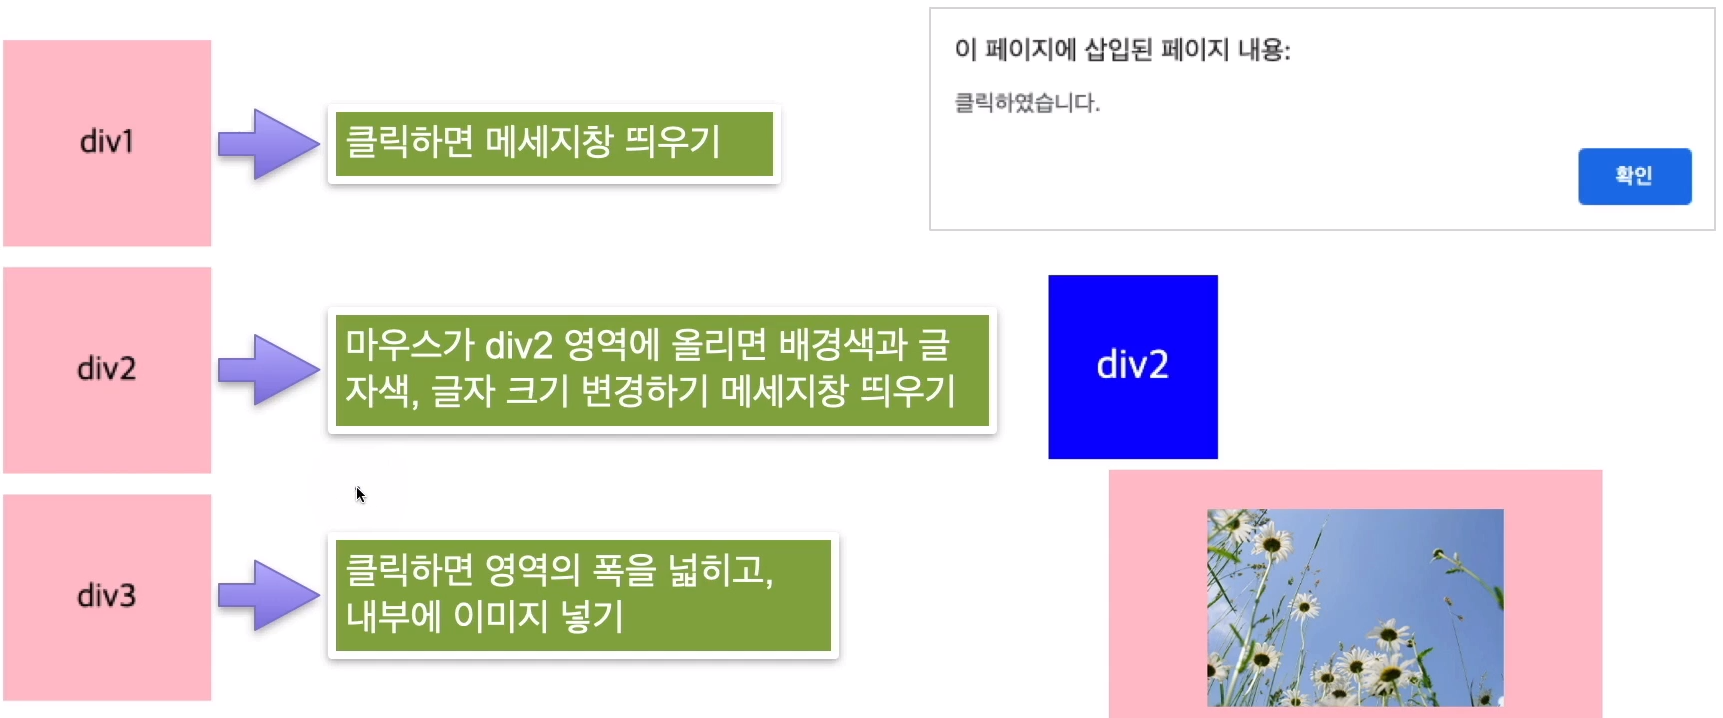 이 페이지에 삽입된 페이지 내용:
클릭하였습니다.
확인
div1
클릭하면 메세지창 띄우기
div2
마우스가 div2 영역에 올리면 배경색과 글
자색, 글자 크기 변경하기 메세지창 띄우기
div2
div3
클릭하면 영역의 폭을 넓히고,
내부에 이미지 넣기